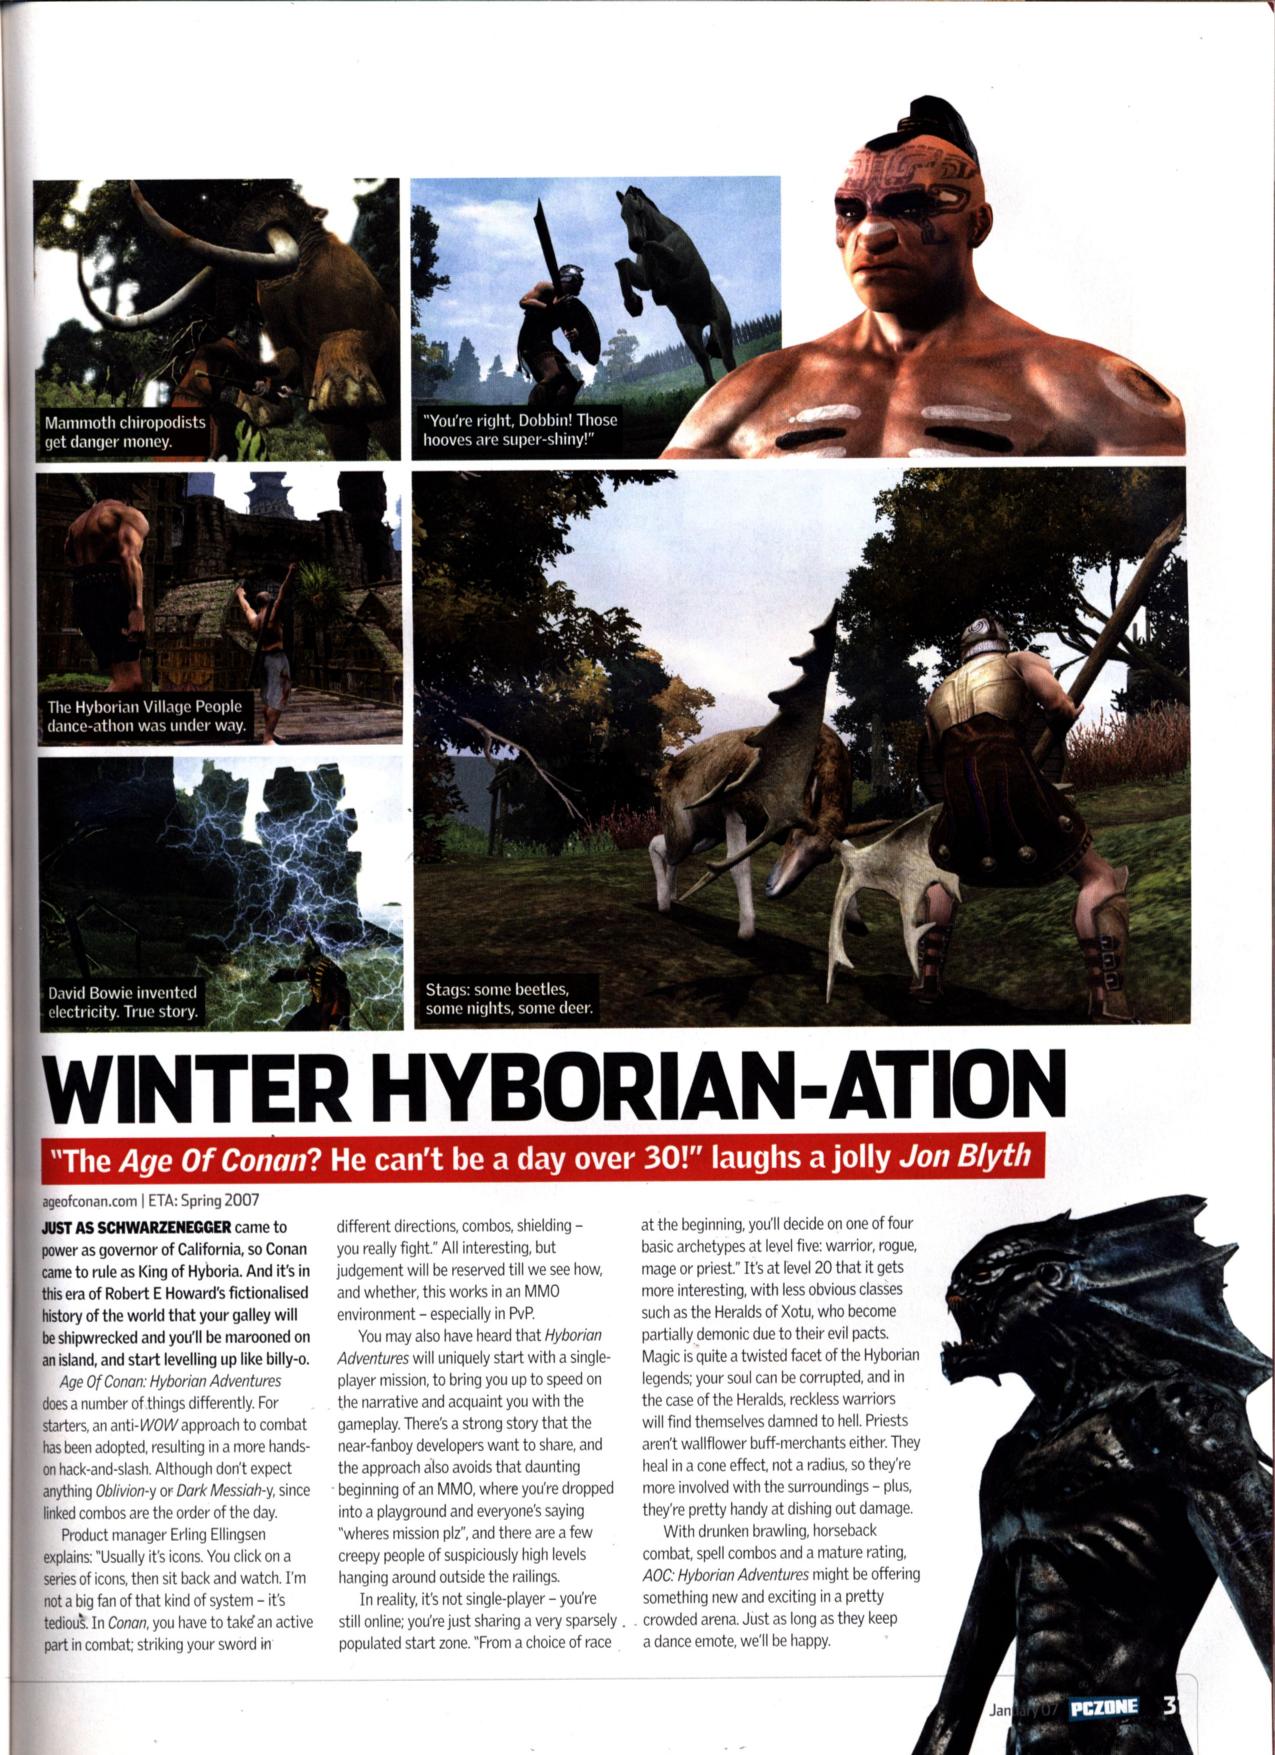 Mammoth chiropodists
get danger money.
"You're right, Dobbin! Those
hooves are super-shiny!"
The Hyborian Village People
dance-athon was under way.
David Bowie invented
electricity. True story.
Stags: some beetles,
some nights, some deer.
WINTER HYBORIAN-ATION
"The Age Of Conan? He can't be a day over 30!" laughs a jolly Jon Blyth
ageofconan.com | ETA: Spring 2007
JUST AS SCHWARZENEGGER came to
power as governor of California, so Conan
came to rule as King of Hyboria. And it's in
this era of Robert E Howard's fictionalised
history of the world that your galley will
be shipwrecked and you'll be marooned on
an island, and start levelling up like billy-o.
Age Of Conan: Hyborian Adventures
does a number of things differently. For
starters, an anti-WOW approach to combat
has been adopted, resulting in a more hands-
on hack-and-slash. Although don't expect
anything Oblivion-y or Dark Messiah-y, since
linked combos are the order of the day.
Product manager Erling Ellingsen
explains: "Usually it's icons. You click on a
series of icons, then sit back and watch. I'm
not a big fan of that kind of system – it's
tedious. In Conan, you have to take an active
part in combat; striking your sword in
different directions, combos, shielding –
you really fight." All interesting, but
judgement will be reserved till we see how,
and whether, this works in an MMO
environment – especially in PvP.
You may also have heard that Hyborian
Adventures will uniquely start with a single-
player mission, to bring you up to speed on
the narrative and acquaint you with the
gameplay. There's a strong story that the
near-fanboy developers want to share, and
the approach also avoids that daunting
beginning of an MMO, where you're dropped
into a playground and everyone's saying
"wheres mission plz", and there are a few
creepy people of suspiciously high levels
hanging around outside the railings.
In reality, it's not single-player – you're
still online; you're just sharing a very sparsely
populated start zone. "From a choice of race
at the beginning, you'll decide on one of four
basic archetypes at level five: warrior, rogue,
mage or priest." It's at level 20 that it gets
more interesting, with less obvious classes
such as the Heralds of Xotu, who become
partially demonic due to their evil pacts.
Magic is quite a twisted facet of the Hyborian
legends; your soul can be corrupted, and in
the case of the Heralds, reckless warriors
will find themselves damned to hell. Priests
aren't wallflower buff-merchants either. They
heal in a cone effect, not a radius, so they're
more involved with the surroundings – plus,
they're pretty handy at dishing out damage.
With drunken brawling, horseback
combat, spell combos and a mature rating,
AOC: Hyborian Adventures might be offering
something new and exciting in a pretty
crowded arena. Just as long as they keep
a dance emote, we'll be happy.
January 07 PCZONE